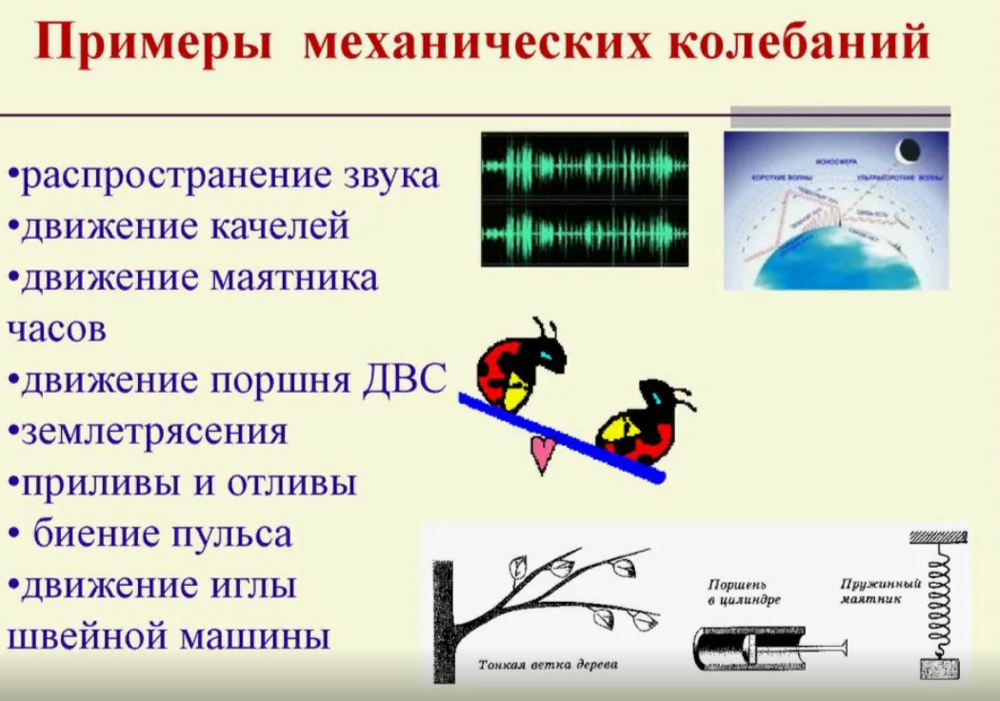 Примеры механических колебаний
•распространение звука
•движение качелей
•движение маятника
часов
•движение поршня ДВС
•землетрясения
•приливы и отливы
• биение пульса
•движение иглы
швейной машины
ИОНОСФЕРА
КОРОТКИЕ ВОЛНЫ
УЛЬТРАКОРОТКИЕ ВОЛНЫ
Тонкая ветка дерева
Поршень
в цилиндре
Пружинный
маятник